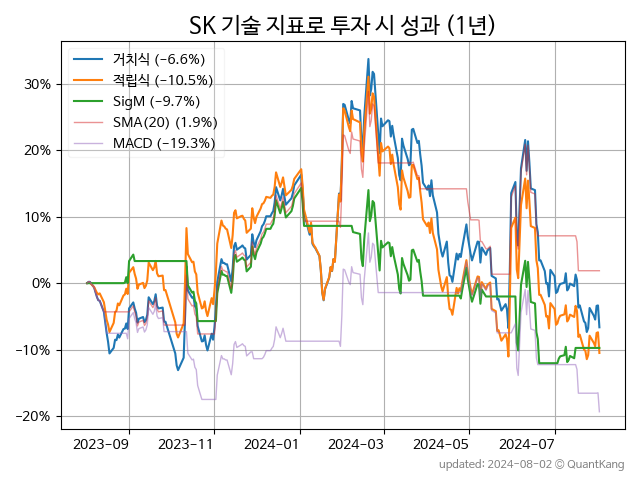 SK 기술 지표로 투자 시 성과 (1년)
거치식 (−6.6%)
적립식 (−10.5%)
SigM (−9.7%)
SMA(20) (1.9%)
MACD (−19.3%)
30%
20%
10%
0%
−10%
−20%
2023-09
2023-11
2024-01
2024-03
2024-05
2024-07
updated: 2024-08-02 © QuantKang